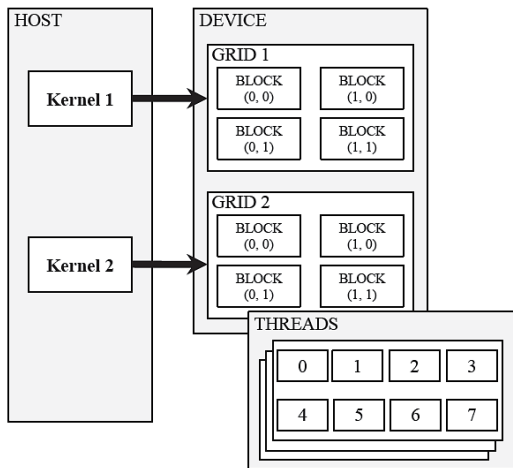 HOST
DEVICE
GRID 1
Kernel 1
BLOCK
(0, 0)
BLOCK
(1, 0)
BLOCK
(0, 1)
BLOCK
(1, 1)
GRID 2
Kernel 2
BLOCK
(0, 0)
BLOCK
(1, 0)
BLOCK
(0, 1)
BLOCK
(1, 1)
THREADS
0 1 2 3
4 5 6 7